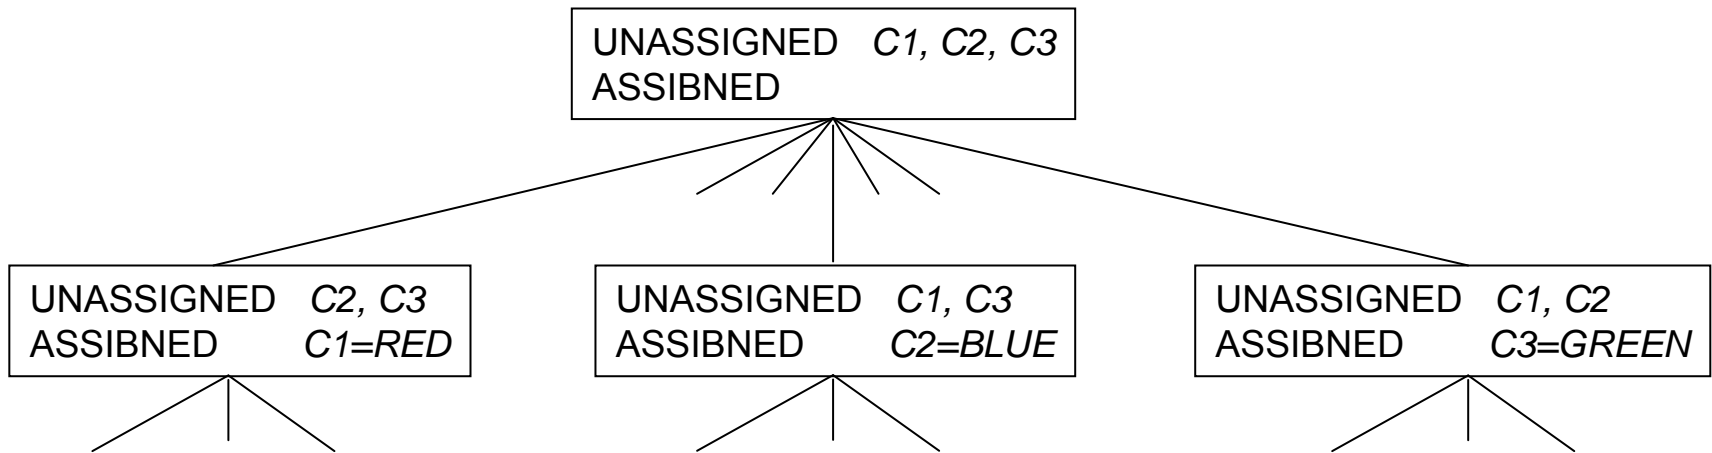 UNASSIGNED C1, C2, C3
ASSIBNED
UNASSIGNED C2, C3
ASSIBNED C1=RED
UNASSIGNED C1, C3
ASSIBNED C2=BLUE
UNASSIGNED C1, C2
ASSIBNED C3=GREEN